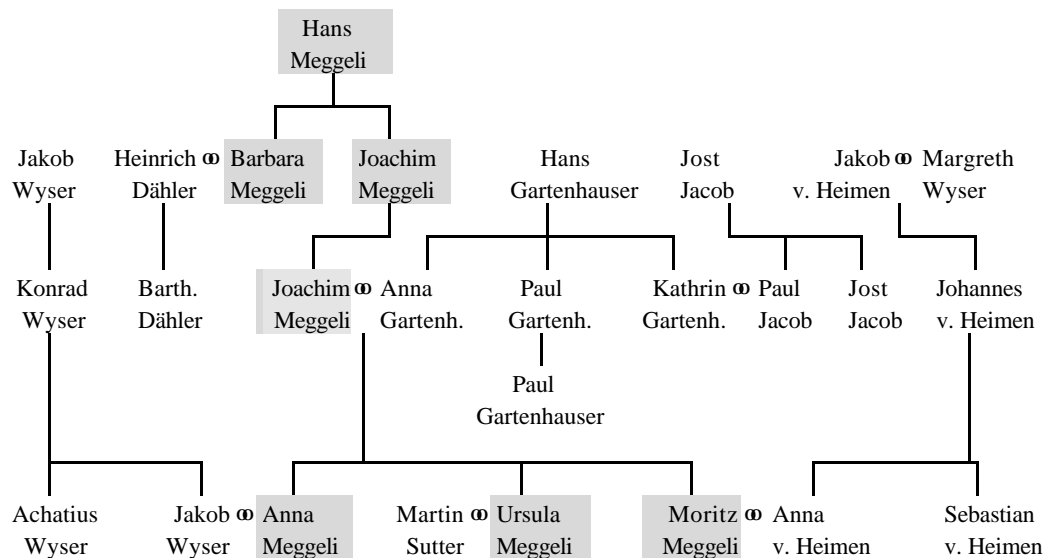 Hans
Meggeli
Jakob Heinrich ⚭ Barbara Joachim Hans Jost Jakob ⚭ Margreth
Wyser Dähler Meggeli Meggeli Gartenhauser Jacob v. Heimen Wyser
Konrad Barth. Joachim ⚭ Anna Paul Kathrin ⚭ Paul Jost Johannes
Wyser Dähler Meggeli Gartenh. Gartenh. Gartenh. Jacob Jacob v. Heimen
Paul
Gartenhauser
Achatius Jakob ⚭ Anna Martin ⚭ Ursula Moritz ⚭ Anna Sebastian
Wyser Wyser Meggeli Sutter Meggeli Meggeli v. Heimen v. Heimen